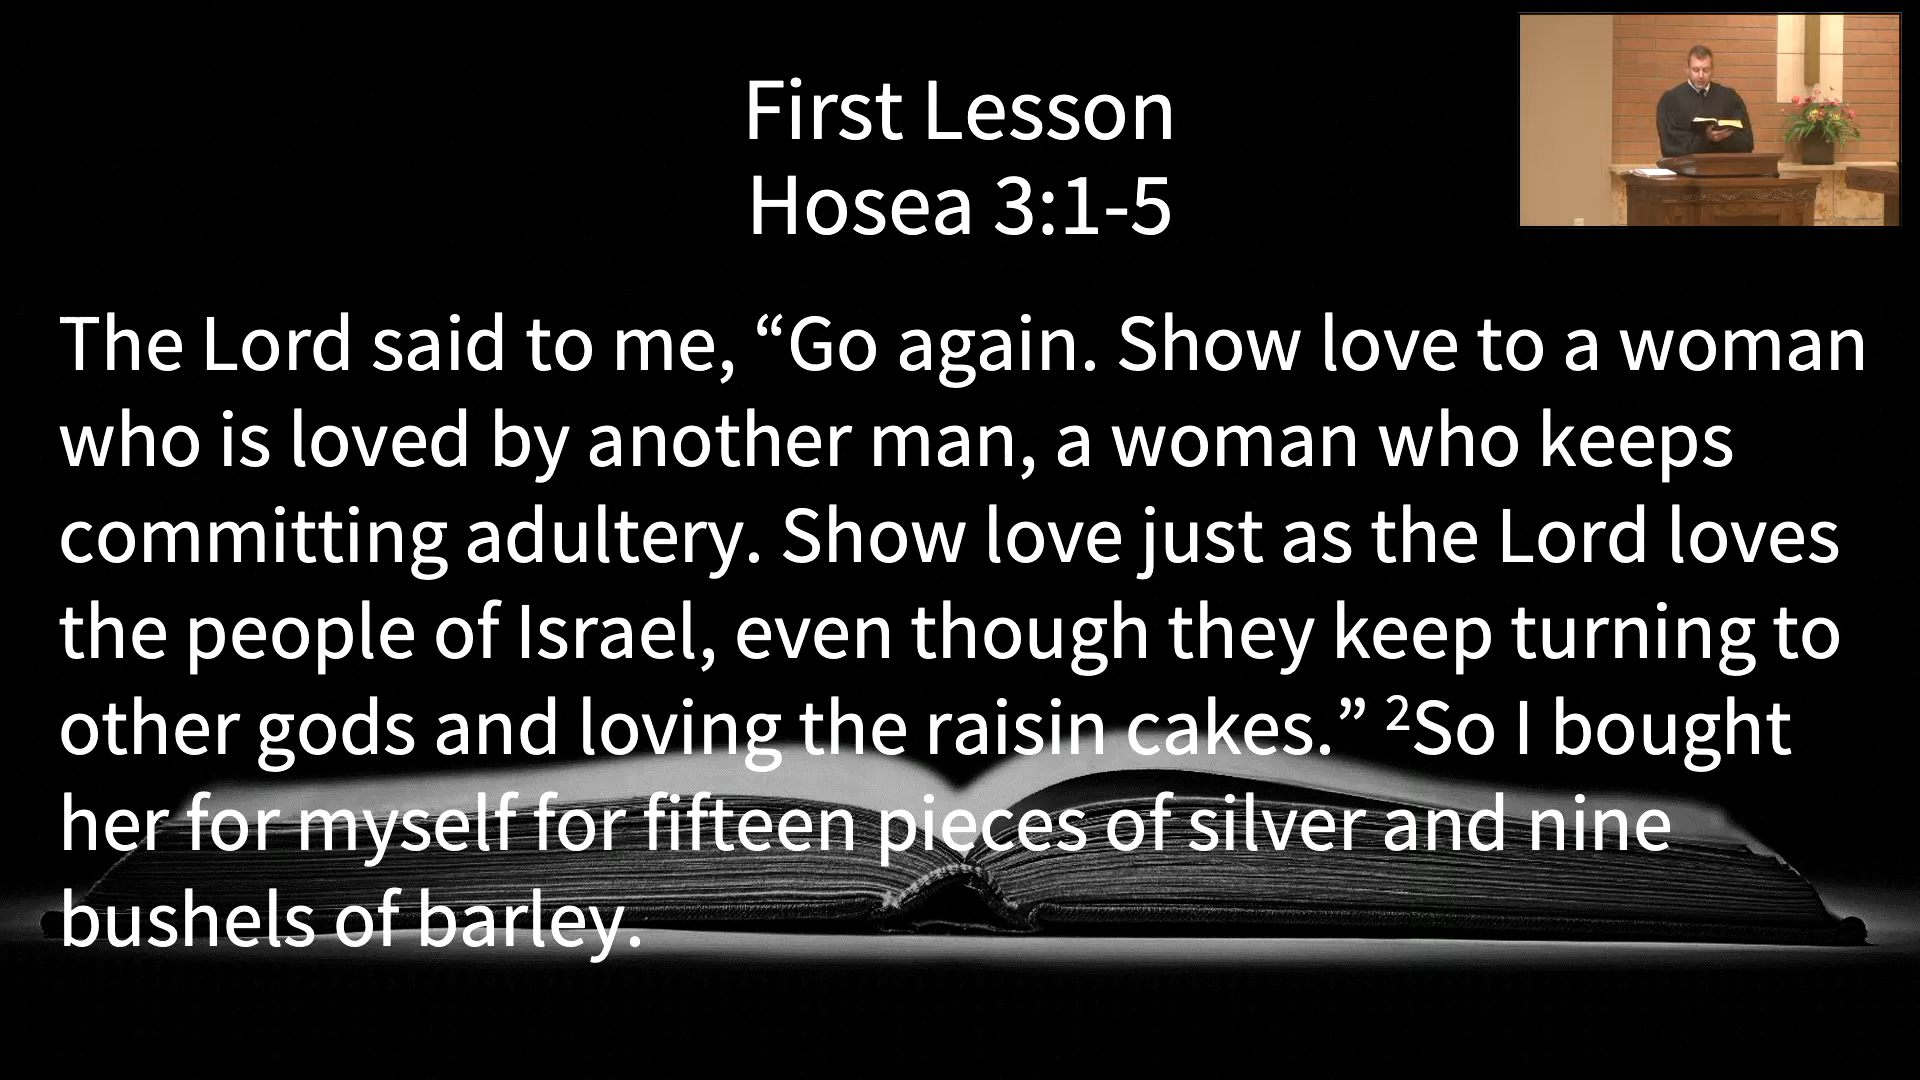 First Lesson
Hosea 3:1-5
The Lord said to me, “Go again. Show love to a woman
who is loved by another man, a woman who keeps
committing adultery. Show love just as the Lord loves
the people of Israel, even though they keep turning to
other gods and loving the raisin cakes.” ²So I bought
her for myself for fifteen pieces of silver and nine
bushels of barley.